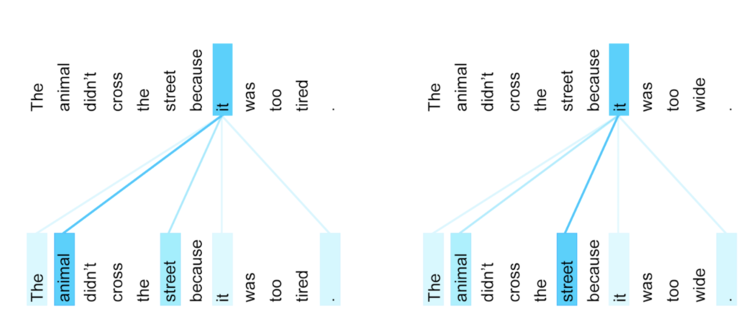 The animal didn't cross the street because it was too tired .
The animal didn't cross the street because it was too wide .
The animal didn't cross the street because it was too tired .
The animal didn't cross the street because it was too wide .